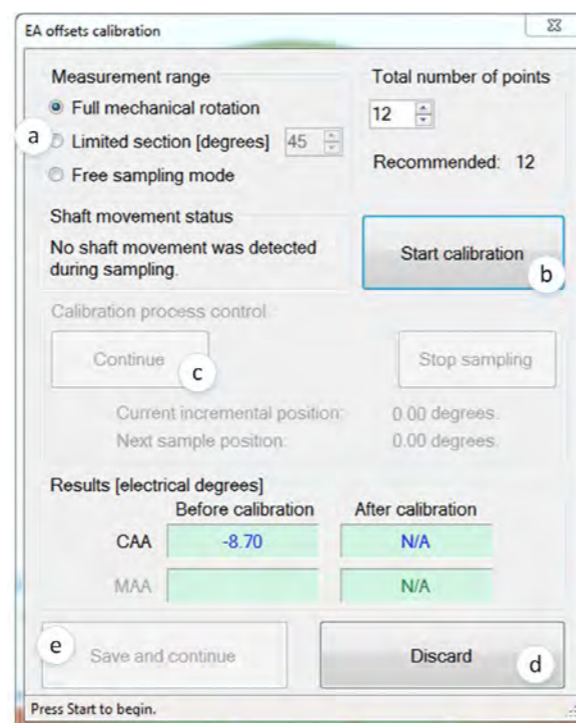 EA offsets calibration
Measurement range
Full mechanical rotation
a
Limited section [degrees] 45
Free sampling mode
Total number of points
12
Recommended: 12
Shaft movement status
No shaft movement was detected
during sampling.
Start calibration
b
Calibration process control
Continue
c
Stop sampling
Current incremental position: 0.00 degrees.
Next sample position: 0.00 degrees.
Results [electrical degrees]
Before calibration After calibration
CAA -8.70 N/A
MAA N/A
e
Save and continue
Discard
d
Press Start to begin.